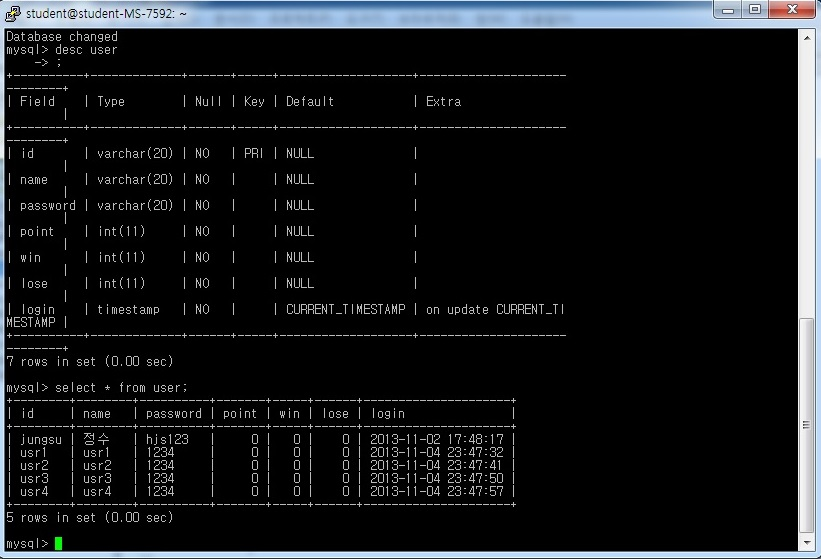 student@student-MS-7592: ~
Database changed
mysql> desc user
    -> ;
+----------+-------------+------+-----+-------------------+---------------------
--------+
| Field    | Type        | Null | Key | Default           | Extra
        |
+----------+-------------+------+-----+-------------------+---------------------
--------+
| id       | varchar(20) | NO   | PRI | NULL              |
        |
| name     | varchar(20) | NO   |     | NULL              |
        |
| password | varchar(20) | NO   |     | NULL              |
        |
| point    | int(11)     | NO   |     | NULL              |
        |
| win      | int(11)     | NO   |     | NULL              |
        |
| lose     | int(11)     | NO   |     | NULL              |
        |
| login    | timestamp   | NO   |     | CURRENT_TIMESTAMP | on update CURRENT_TI
MESTAMP |
+----------+-------------+------+-----+-------------------+---------------------
--------+
7 rows in set (0.00 sec)
mysql> select * from user;
+--------+-------+----------+-------+-----+------+---------------------+
| id     | name  | password | point | win | lose | login               |
+--------+-------+----------+-------+-----+------+---------------------+
| jungsu | 정수  | hjs123   |     0 |   0 |    0 | 2013-11-02 17:48:17 |
| usr1   | usr1  | 1234     |     0 |   0 |    0 | 2013-11-04 23:47:32 |
| usr2   | usr2  | 1234     |     0 |   0 |    0 | 2013-11-04 23:47:41 |
| usr3   | usr3  | 1234     |     0 |   0 |    0 | 2013-11-04 23:47:50 |
| usr4   | usr4  | 1234     |     0 |   0 |    0 | 2013-11-04 23:47:57 |
+--------+-------+----------+-------+-----+------+---------------------+
5 rows in set (0.00 sec)
mysql>